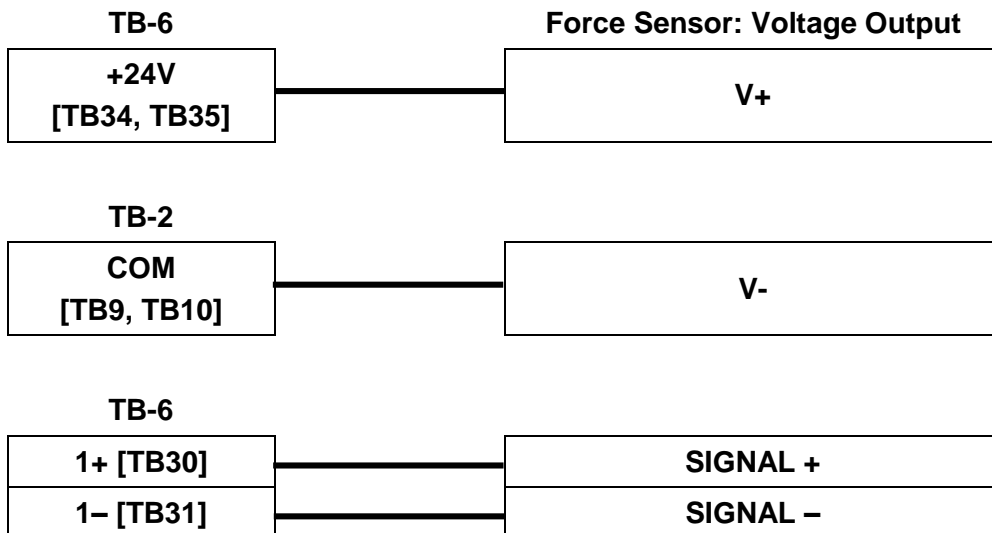 TB-6
Force Sensor: Voltage Output
+24V
[TB34, TB35]
V+
TB-2
COM
[TB9, TB10]
V-
TB-6
1+ [TB30]
SIGNAL +
1– [TB31]
SIGNAL –